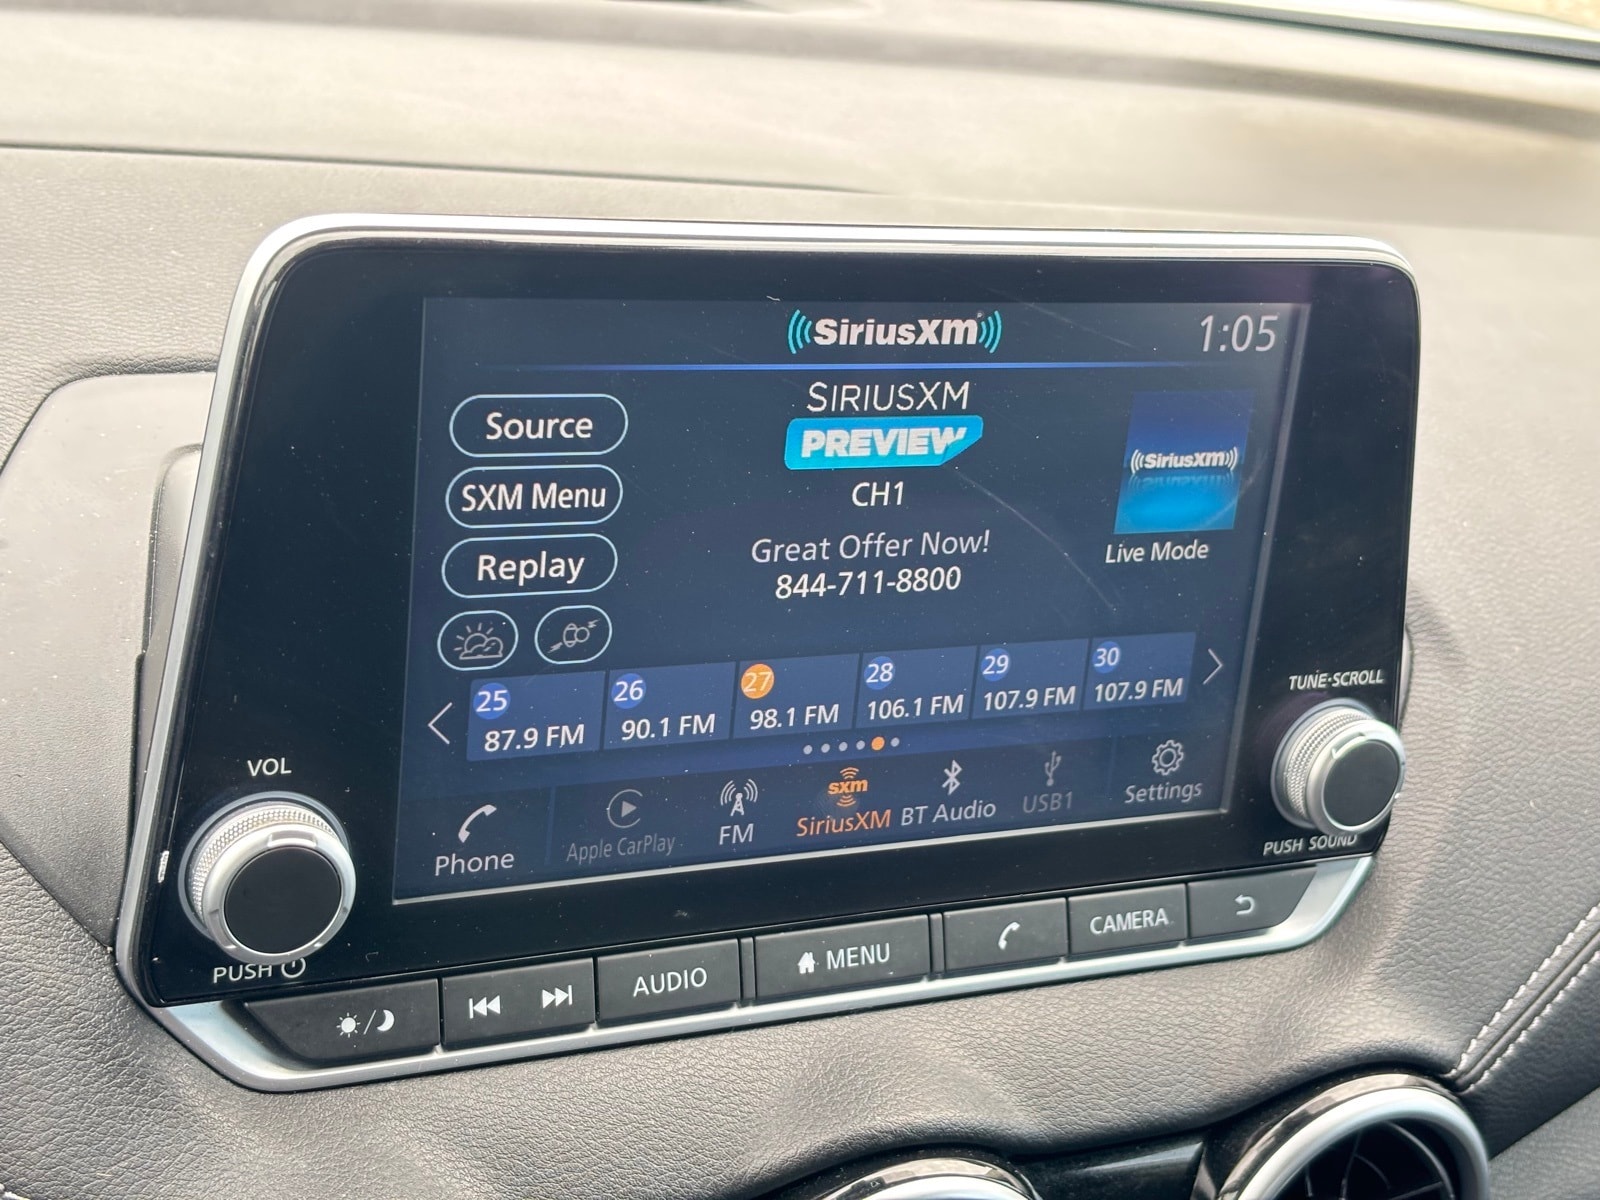 SiriusXM
1:05
Source
SXM Menu
Replay
SIRIUSXM
PREVIEW
CH1
Great Offer Now!
844-711-8800
SiriusXM
Live Mode
25
87.9 FM
26
90.1 FM
27
98.1 FM
28
106.1 FM
29
107.9 FM
30
107.9 FM
Phone
Apple CarPlay
FM
sxm
SiriusXM
BT Audio
USB1
Settings
VOL
PUSH
TUNE•SCROLL
PUSH SOUND
AUDIO
MENU
CAMERA